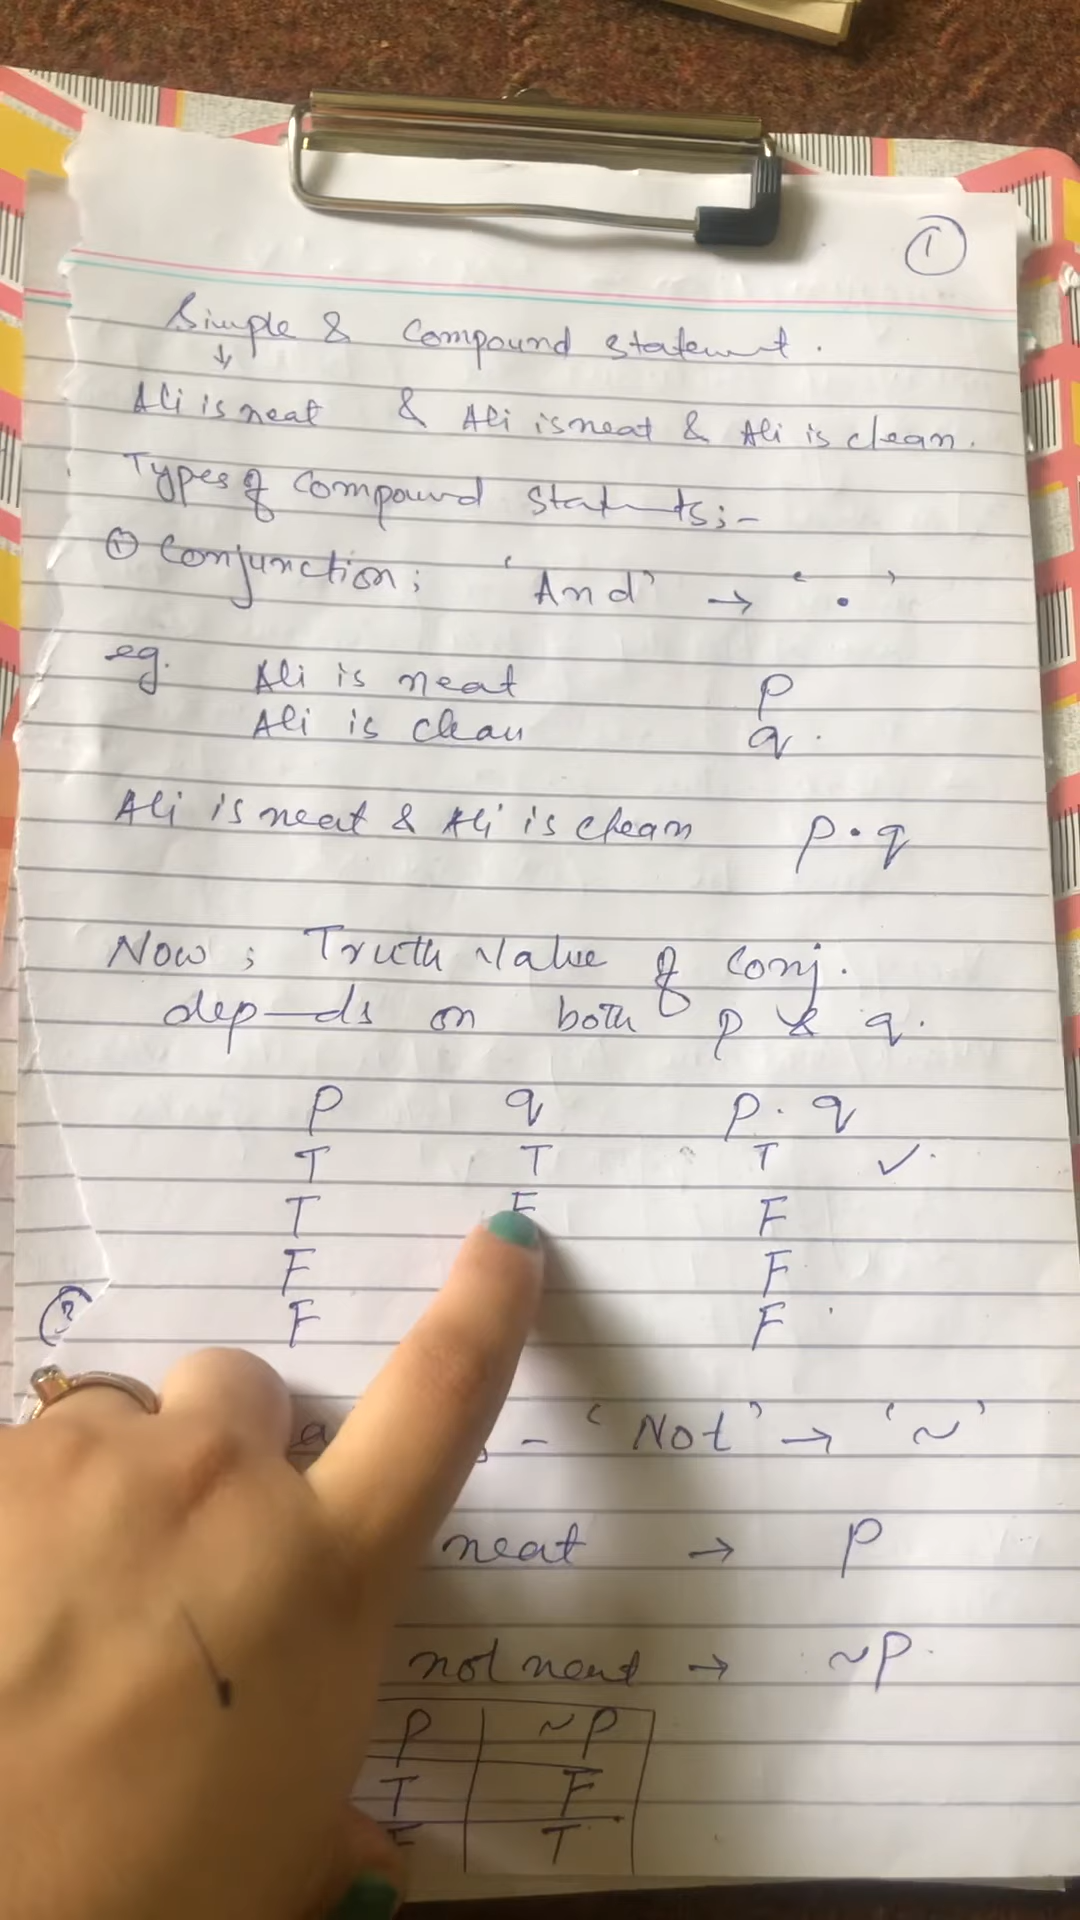 ①
Simple & Compound Statement.
↓
Ali is neat & Ali is neat & Ali is clean.
Types of Compound Statmts;-
① Conjunction; 'And' → '•'
eg. Ali is neat P
Ali is clean q.
Ali is neat & Ali is clean p•q
Now; Truth Value of Conj.
depends on both p & q.
P q P.q
T T T ✓.
T F F
F F
F F
- 'Not' → '~'
neat → P
not neat → ~P.
P ~P
T F
F T